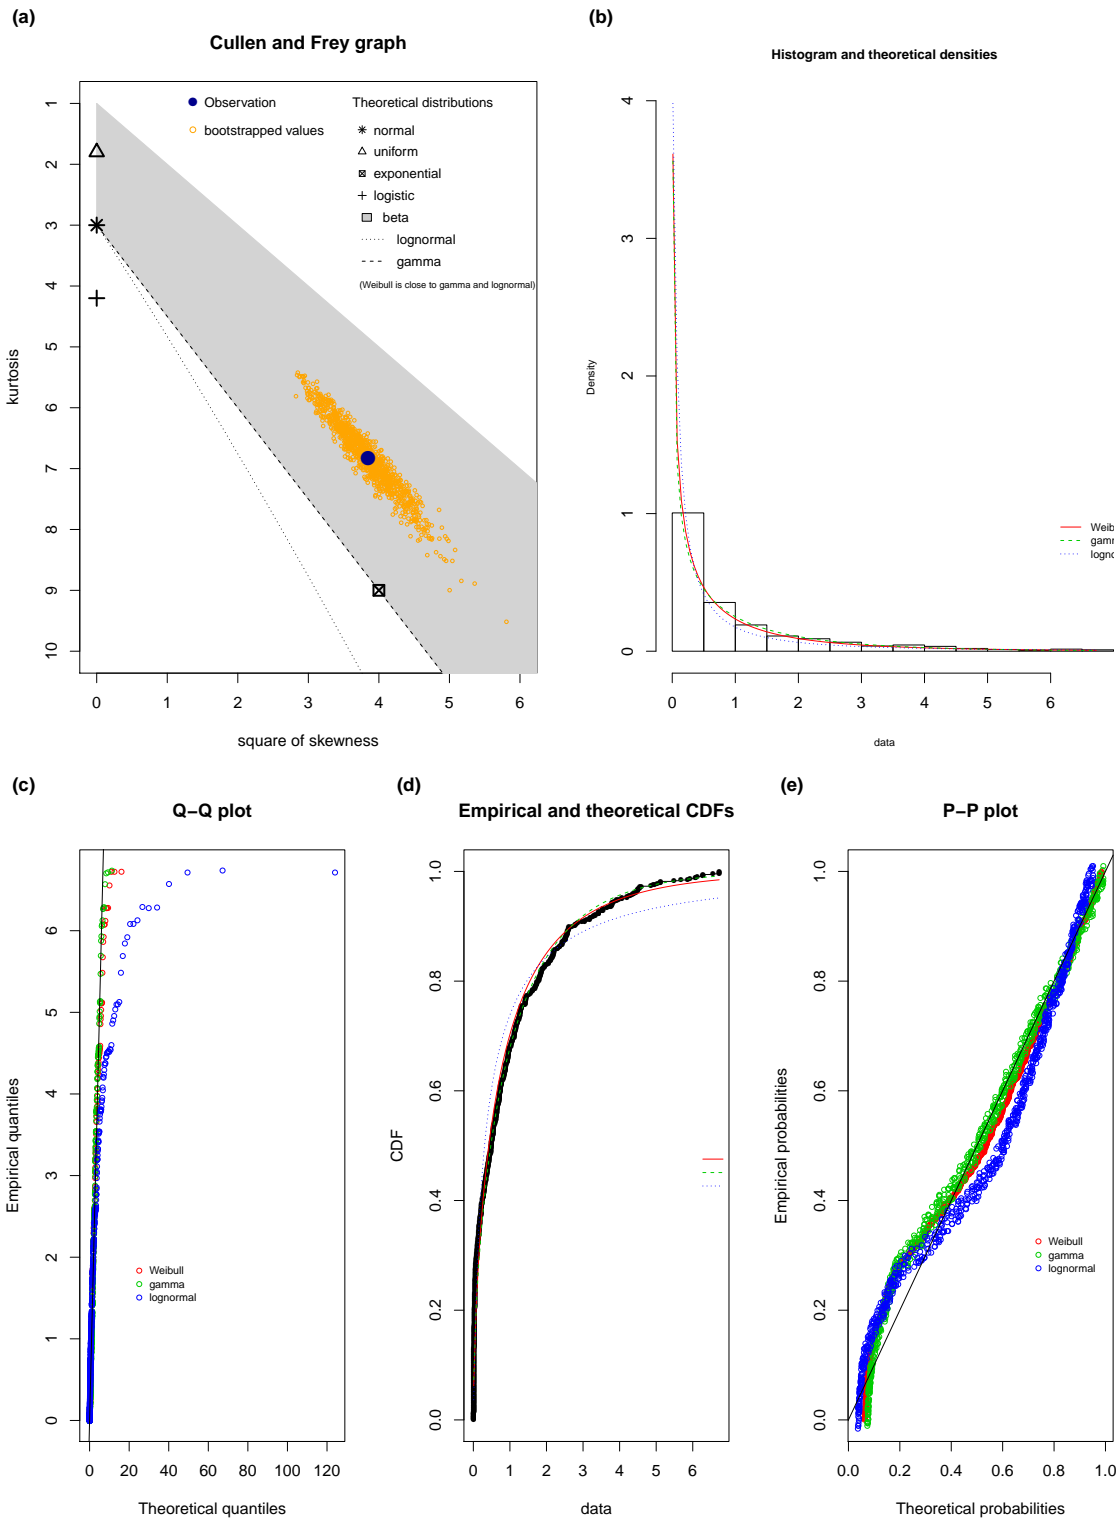 (a)
Cullen and Frey graph
Observation
bootstrapped values
Theoretical distributions
normal
uniform
exponential
logistic
beta
lognormal
gamma
(Weibull is close to gamma and lognormal)
kurtosis
1
2
3
4
5
6
7
8
9
10
0 1 2 3 4 5 6
square of skewness
(b)
Histogram and theoretical densities
Density
4
3
2
1
0
Weib
gamn
logno
0 1 2 3 4 5 6
data
(c)
Q−Q plot
Empirical quantiles
6
5
4
3
2
1
0
Weibull
gamma
lognormal
0 20 40 60 80 100 120
Theoretical quantiles
(d)
Empirical and theoretical CDFs
CDF
1.0
0.8
0.6
0.4
0.2
0.0
0 1 2 3 4 5 6
data
(e)
P−P plot
Empirical probabilities
1.0
0.8
0.6
0.4
0.2
0.0
Weibull
gamma
lognormal
0.0 0.2 0.4 0.6 0.8 1.0
Theoretical probabilities